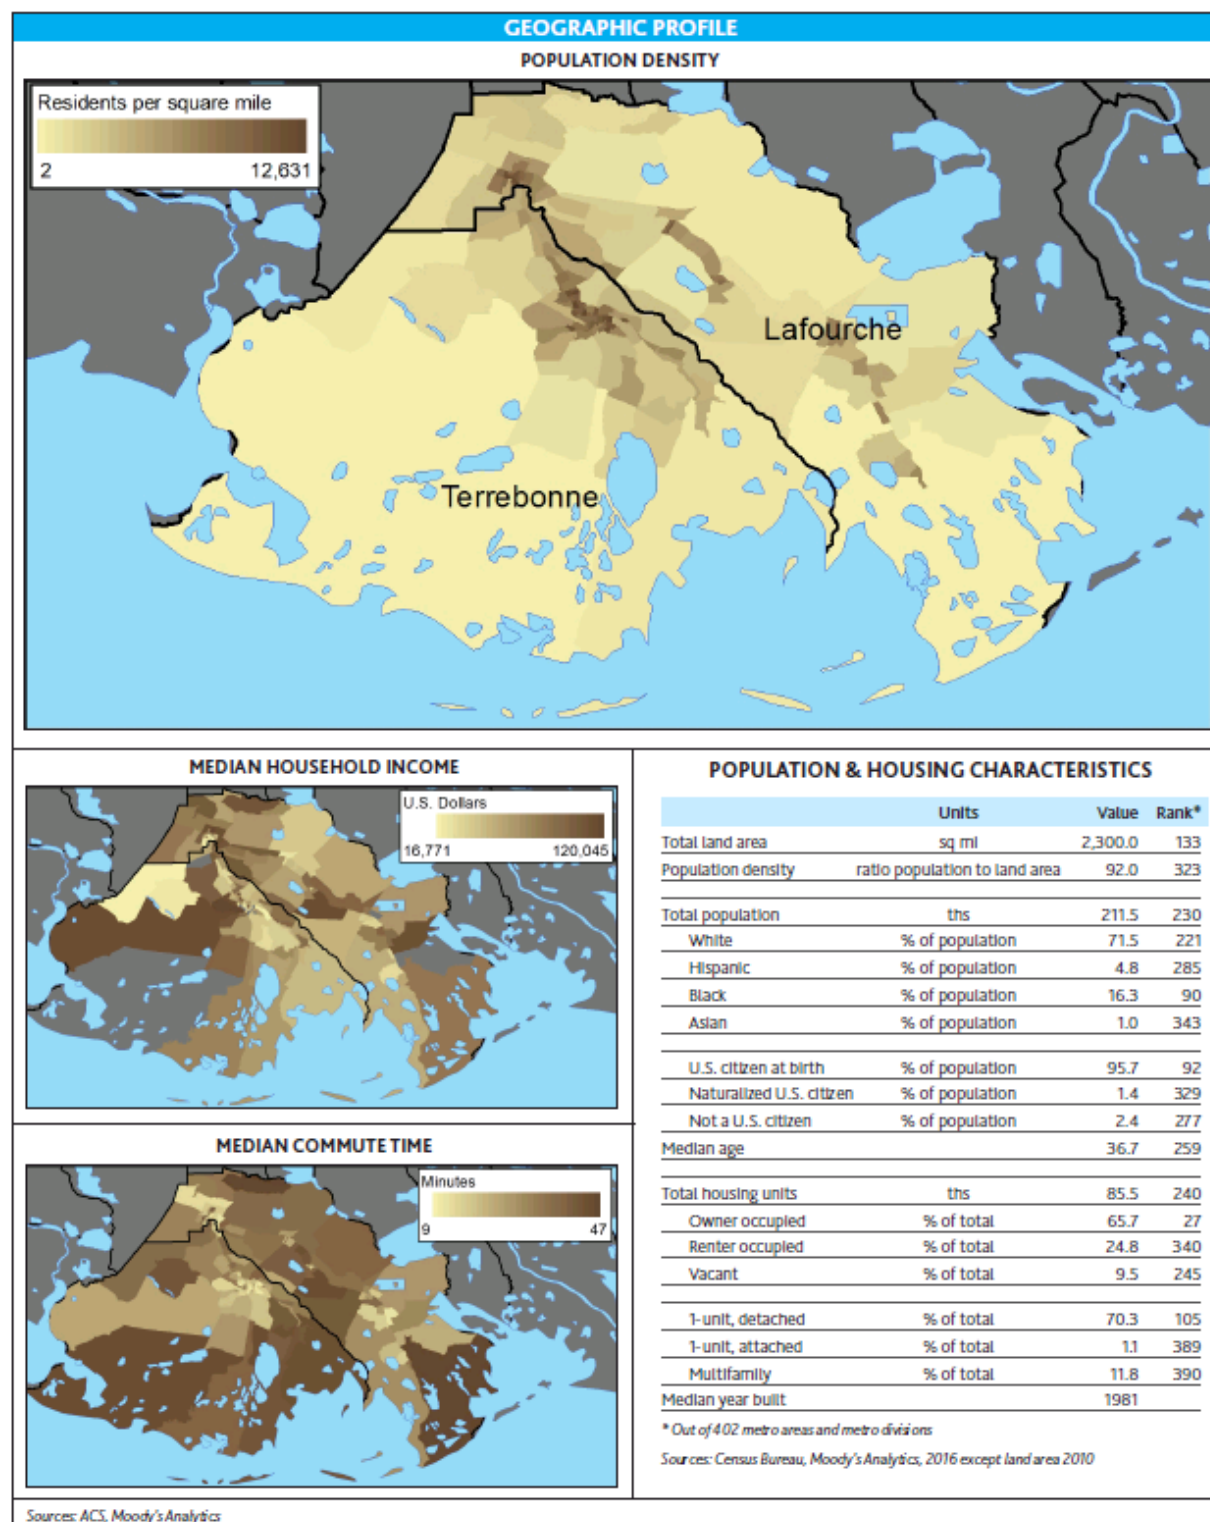 GEOGRAPHIC PROFILE
POPULATION DENSITY
Residents per square mile
2 12,631
Lafourche
Terrebonne
MEDIAN HOUSEHOLD INCOME
U.S. Dollars
16,771 120,045
MEDIAN COMMUTE TIME
Minutes
9 47
POPULATION & HOUSING CHARACTERISTICS
Units Value Rank*
Total land area sq mi 2,300.0 133
Population density ratio population to land area 92.0 323
Total population ths 211.5 230
White % of population 71.5 221
Hispanic % of population 4.8 285
Black % of population 16.3 90
Asian % of population 1.0 343
U.S. citizen at birth % of population 95.7 92
Naturalized U.S. citizen % of population 1.4 329
Not a U.S. citizen % of population 2.4 277
Median age 36.7 259
Total housing units ths 85.5 240
Owner occupied % of total 65.7 27
Renter occupied % of total 24.8 340
Vacant % of total 9.5 245
1-unit, detached % of total 70.3 105
1-unit, attached % of total 1.1 389
Multifamily % of total 11.8 390
Median year built 1981
* Out of 402 metro areas and metro divisions
Sources: Census Bureau, Moody's Analytics, 2016 except land area 2010
Sources: ACS, Moody's Analytics